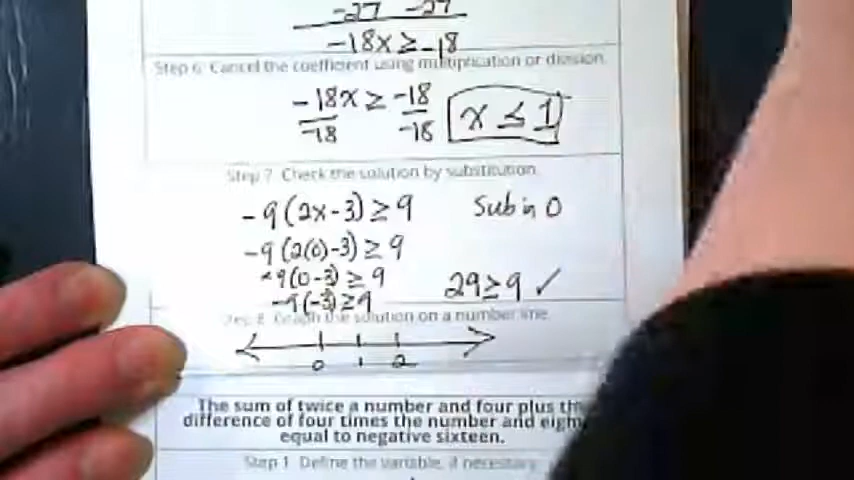 -27 -27
-18x ≥ -18
Step 6: Cancel the coefficient using multiplication or division.
-18x ≥ -18 x ≤ 1
-18 -18
Step 7: Check the solution by substitution.
-9(2x-3) ≥ 9 Sub in 0
-9(2(0)-3) ≥ 9
-9(0-3) ≥ 9
-9(-3) ≥ 9 29 ≥ 9 ✓
Step 8: Graph the solution on a number line.
0 1 2
The sum of twice a number and four plus the
difference of four times the number and eight
equal to negative sixteen.
Step 1: Define the variable, if necessary